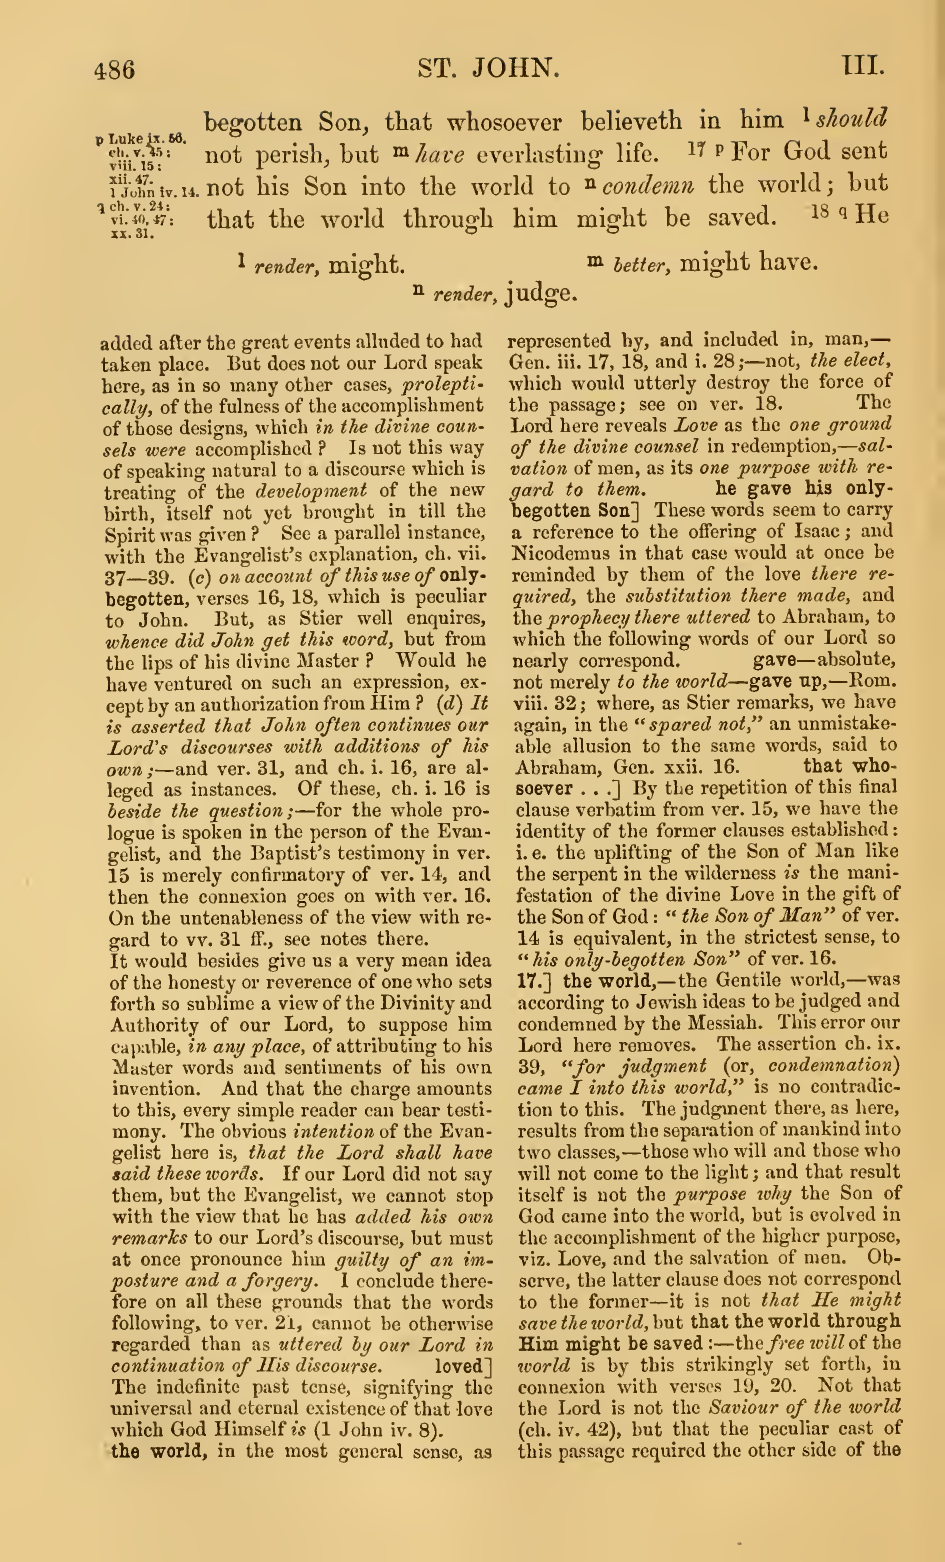 486
ST. JOHN.
III.
p Luke ix. 56.
ch. v. 45:
viii. 15:
xii. 47.
1 John iv. 14.
q ch. v. 24:
vi. 40, 47:
xx. 31.
begotten Son, that whosoever believeth in him l should
not perish, but m have everlasting life. 17 p For God sent
not his Son into the world to n condemn the world; but
that the world through him might be saved. 18 q He
l render, might.
m better, might have.
n render, judge.
added after the great events alluded to had
taken place. But does not our Lord speak
here, as in so many other cases, prolepti-
cally, of the fulness of the accomplishment
of those designs, which in the divine coun-
sels were accomplished? Is not this way
of speaking natural to a discourse which is
treating of the development of the new
birth, itself not yet brought in till the
Spirit was given? See a parallel instance,
with the Evangelist's explanation, ch. vii.
37—39. (c) on account of this use of only-
begotten, verses 16, 18, which is peculiar
to John. But, as Stier well enquires,
whence did John get this word, but from
the lips of his divine Master? Would he
have ventured on such an expression, ex-
cept by an authorization from Him? (d) It
is asserted that John often continues our
Lord's discourses with additions of his
own;—and ver. 31, and ch. i. 16, are al-
leged as instances. Of these, ch. i. 16 is
beside the question;—for the whole pro-
logue is spoken in the person of the Evan-
gelist, and the Baptist's testimony in ver.
15 is merely confirmatory of ver. 14, and
then the connexion goes on with ver. 16.
On the untenableness of the view with re-
gard to vv. 31 ff., see notes there.
It would besides give us a very mean idea
of the honesty or reverence of one who sets
forth so sublime a view of the Divinity and
Authority of our Lord, to suppose him
capable, in any place, of attributing to his
Master words and sentiments of his own
invention. And that the charge amounts
to this, every simple reader can bear testi-
mony. The obvious intention of the Evan-
gelist here is, that the Lord shall have
said these words. If our Lord did not say
them, but the Evangelist, we cannot stop
with the view that he has added his own
remarks to our Lord's discourse, but must
at once pronounce him guilty of an im-
posture and a forgery. I conclude there-
fore on all these grounds that the words
following, to ver. 21, cannot be otherwise
regarded than as uttered by our Lord in
continuation of His discourse. loved]
The indefinite past tense, signifying the
universal and eternal existence of that love
which God Himself is (1 John iv. 8).
the world, in the most general sense, as
represented by, and included in, man,—
Gen. iii. 17, 18, and i. 28;—not, the elect,
which would utterly destroy the force of
the passage; see on ver. 18. The
Lord here reveals Love as the one ground
of the divine counsel in redemption,—sal-
vation of men, as its one purpose with re-
gard to them. he gave his only-
begotten Son] These words seem to carry
a reference to the offering of Isaac; and
Nicodemus in that case would at once be
reminded by them of the love there re-
quired, the substitution there made, and
the prophecy there uttered to Abraham, to
which the following words of our Lord so
nearly correspond. gave—absolute,
not merely to the world—gave up,—Rom.
viii. 32; where, as Stier remarks, we have
again, in the "spared not," an unmistake-
able allusion to the same words, said to
Abraham, Gen. xxii. 16. that who-
soever . . .] By the repetition of this final
clause verbatim from ver. 15, we have the
identity of the former clauses established:
i. e. the uplifting of the Son of Man like
the serpent in the wilderness is the mani-
festation of the divine Love in the gift of
the Son of God: "the Son of Man" of ver.
14 is equivalent, in the strictest sense, to
"his only-begotten Son" of ver. 16.
17.] the world,—the Gentile world,—was
according to Jewish ideas to be judged and
condemned by the Messiah. This error our
Lord here removes. The assertion ch. ix.
39, "for judgment (or, condemnation)
came I into this world," is no contradic-
tion to this. The judgment there, as here,
results from the separation of mankind into
two classes,—those who will and those who
will not come to the light; and that result
itself is not the purpose why the Son of
God came into the world, but is evolved in
the accomplishment of the higher purpose,
viz. Love, and the salvation of men. Ob-
serve, the latter clause does not correspond
to the former—it is not that He might
save the world, but that the world through
Him might be saved:—the free will of the
world is by this strikingly set forth, in
connexion with verses 19, 20. Not that
the Lord is not the Saviour of the world
(ch. iv. 42), but that the peculiar cast of
this passage required the other side of the